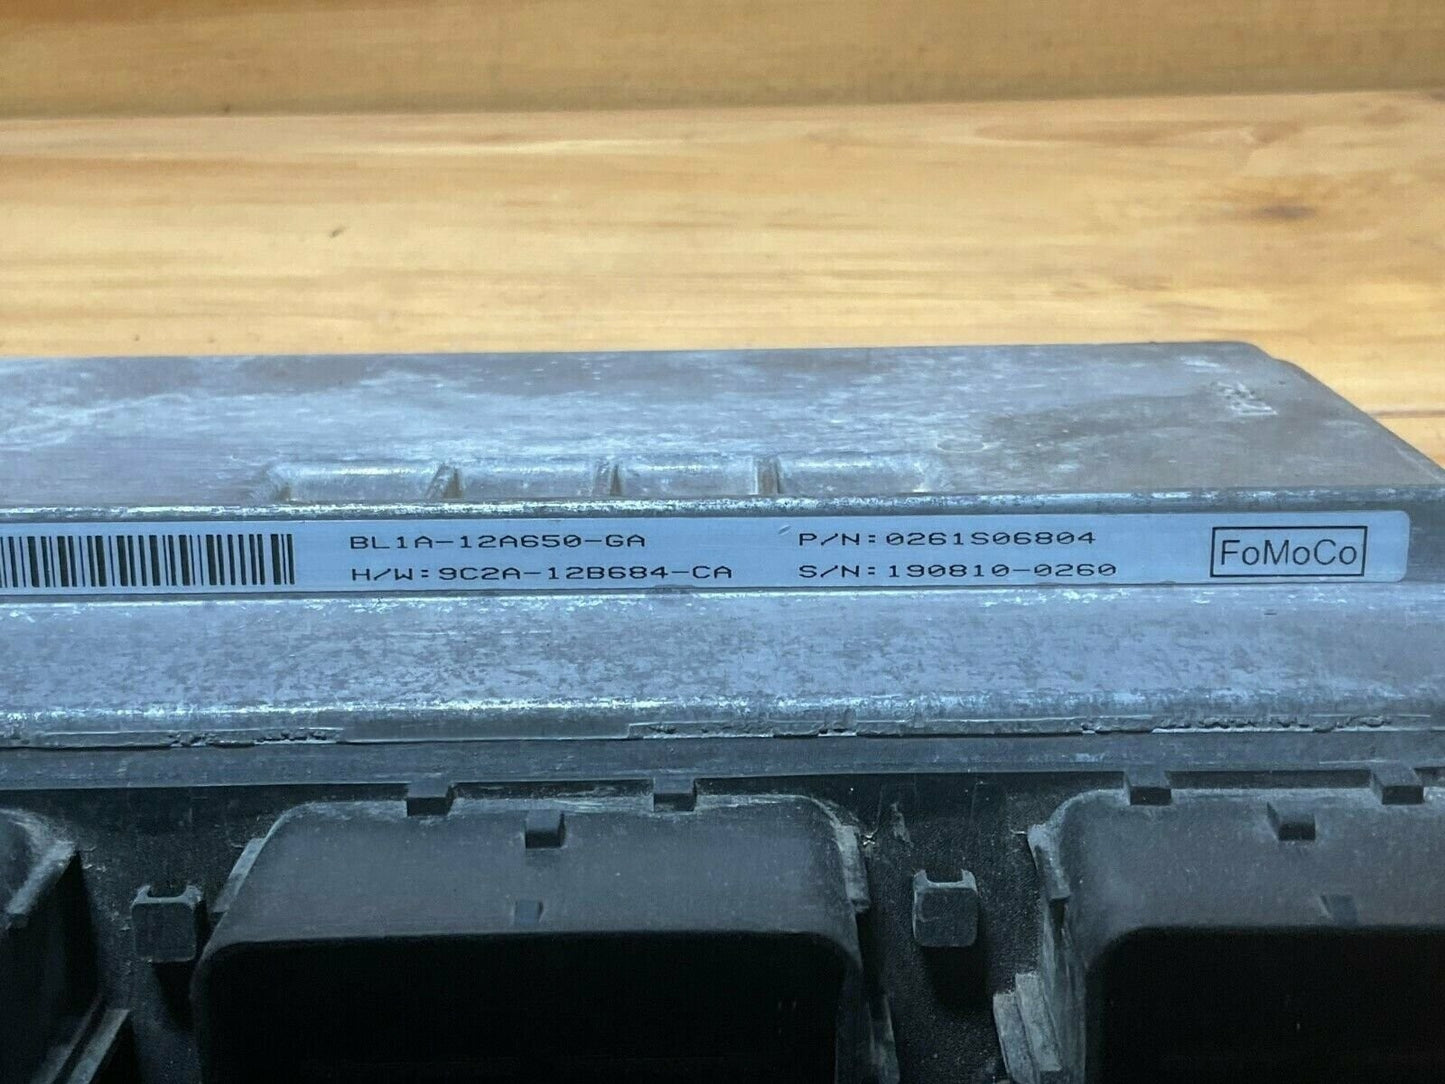 BL1A-12A650-GA
H/W:9C2A-12B684-CA
P/N:0261S06804
S/N:190810-0260
FoMoCo